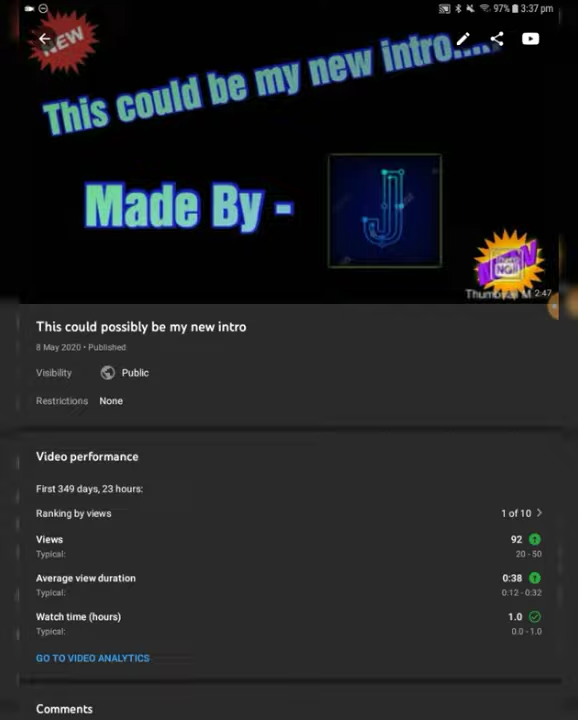 97% 3:37 pm
NEW
This could be my new intro....
Made By - J
2:47
This could possibly be my new intro
8 May 2020 • Published
Visibility Public
Restrictions None
Video performance
First 349 days, 23 hours:
Ranking by views 1 of 10
Views 92
Typical: 20 - 50
Average view duration 0:38
Typical: 0:12 - 0:32
Watch time (hours) 1.0
Typical: 0.0 - 1.0
GO TO VIDEO ANALYTICS
Comments